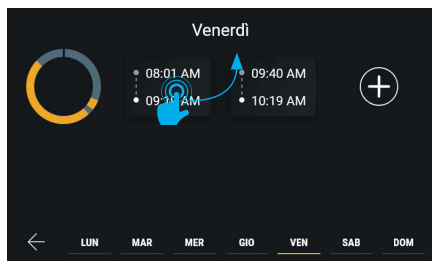 Venerdì
08:01 AM
09:40 AM
10:19 AM
LUN MAR MER GIO VEN SAB DOM